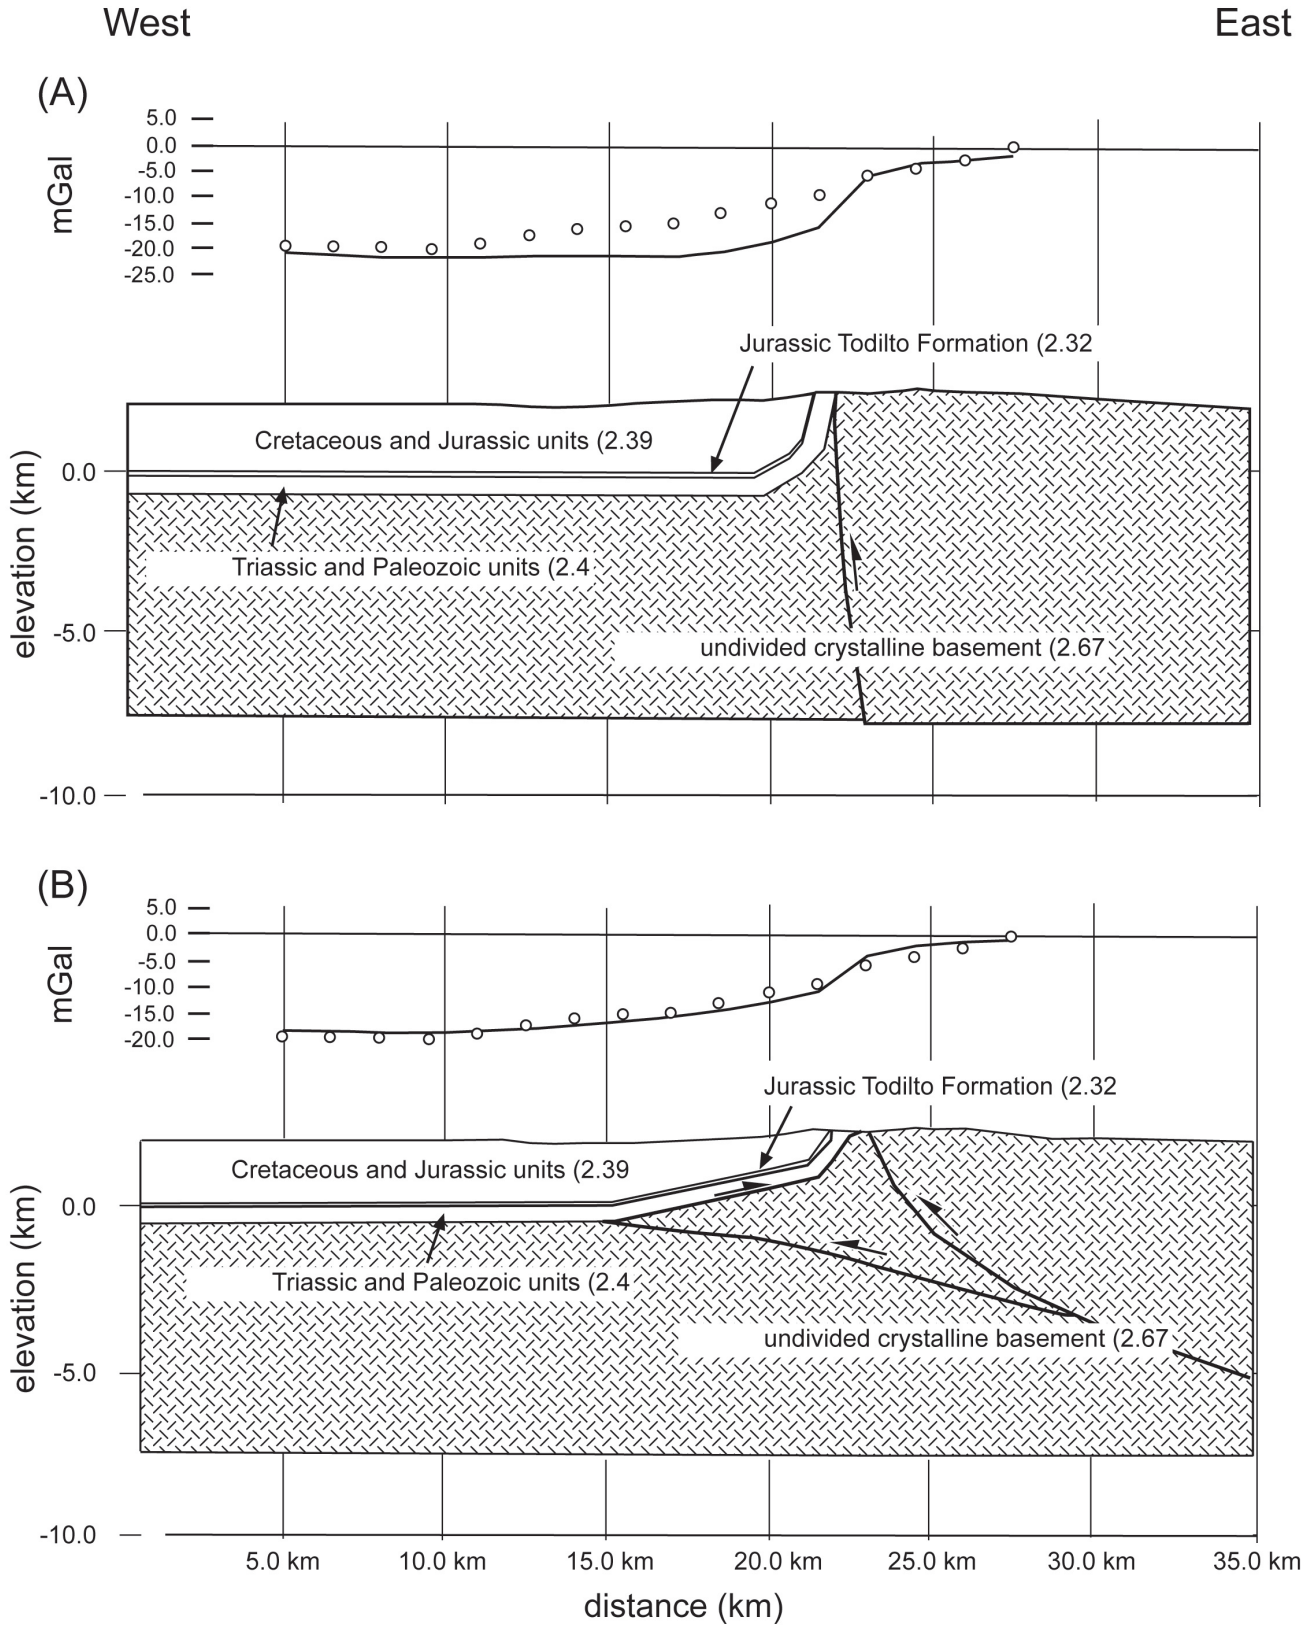 West
East
(A)
5.0
0.0
-5.0
-10.0
-15.0
-20.0
-25.0
mGal
Jurassic Todilto Formation (2.32
Cretaceous and Jurassic units (2.39
0.0
Triassic and Paleozoic units (2.4
elevation (km)
-5.0
undivided crystalline basement (2.67
-10.0
(B)
5.0
0.0
-5.0
-10.0
-15.0
-20.0
mGal
Jurassic Todilto Formation (2.32
Cretaceous and Jurassic units (2.39
0.0
Triassic and Paleozoic units (2.4
elevation (km)
undivided crystalline basement (2.67
-5.0
-10.0
5.0 km 10.0 km 15.0 km 20.0 km 25.0 km 30.0 km 35.0 km
distance (km)